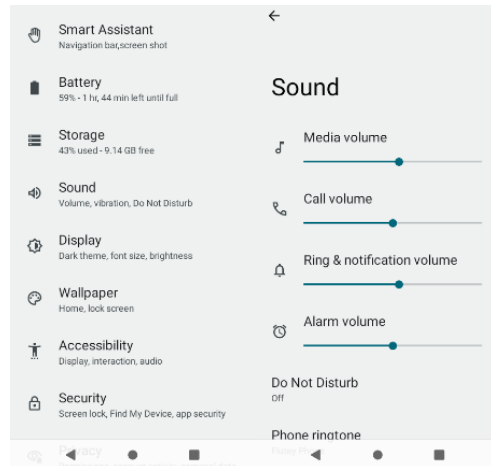 Smart Assistant
Navigation bar,screen shot
Battery
59% - 1 hr, 44 min left until full
Storage
43% used - 9.14 GB free
Sound
Volume, vibration, Do Not Disturb
Display
Dark theme, font size, brightness
Wallpaper
Home, lock screen
Accessibility
Display, interaction, audio
Security
Screen lock, Find My Device, app security
Privacy
Sound
Media volume
Call volume
Ring & notification volume
Alarm volume
Do Not Disturb
Off
Phone ringtone